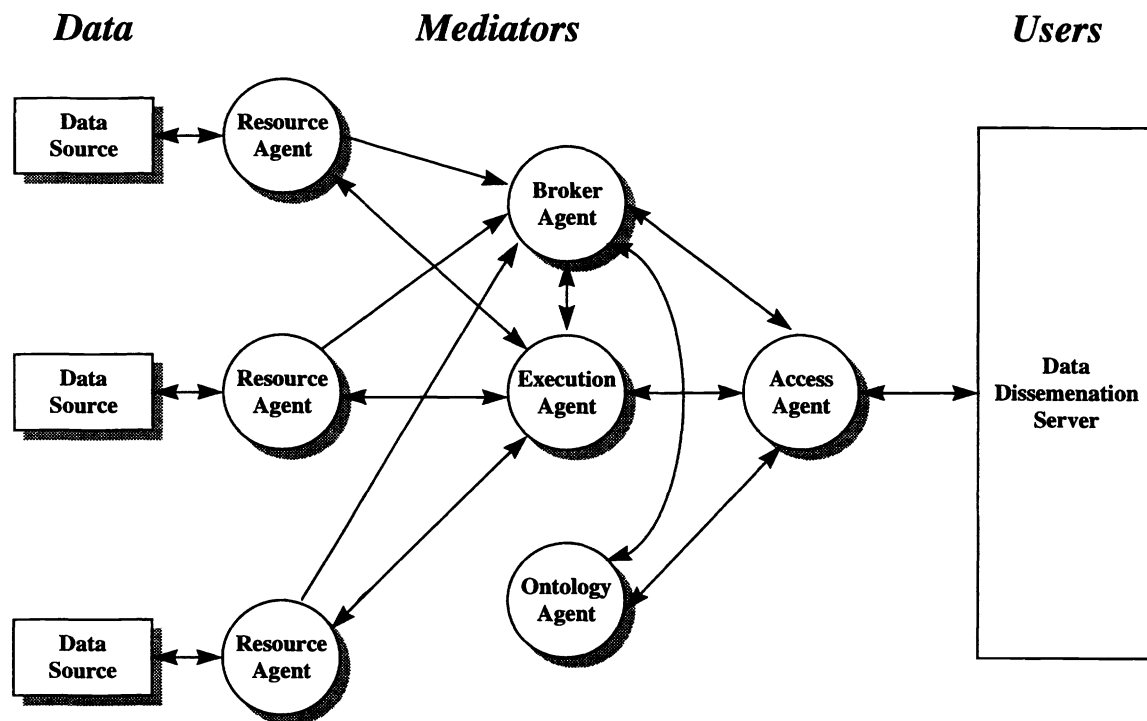 Data
Mediators
Users
Data
Source
Resource
Agent
Broker
Agent
Data
Source
Resource
Agent
Execution
Agent
Access
Agent
Data
Dissemenation
Server
Ontology
Agent
Data
Source
Resource
Agent